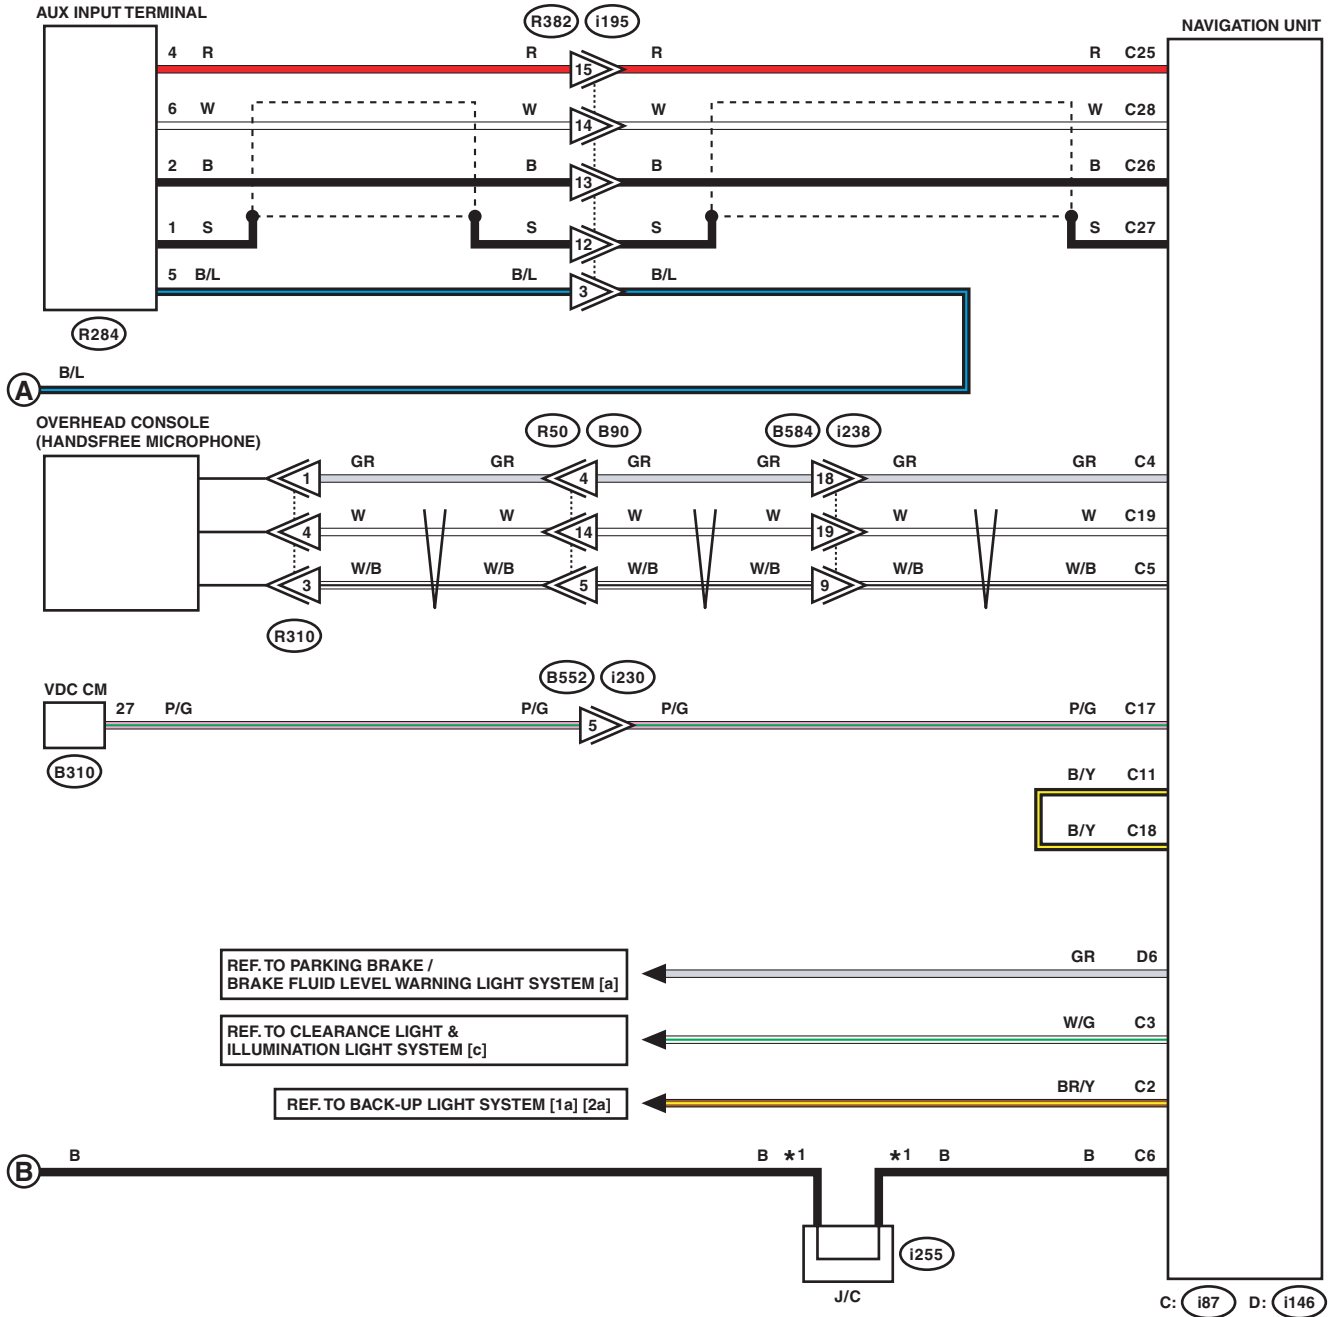 AUX INPUT TERMINAL
R382 i195
NAVIGATION UNIT
4 R R 15 R R C25
6 W W 14 W W C28
2 B B 13 B B C26
1 S S 12 S S C27
5 B/L B/L 3 B/L
R284
A B/L
OVERHEAD CONSOLE
(HANDSFREE MICROPHONE)
R50 B90 B584 i238
1 GR GR 4 GR GR 18 GR GR C4
4 W W 14 W W 19 W W C19
3 W/B W/B 5 W/B W/B 9 W/B W/B C5
R310
B552 i230
VDC CM
27 P/G P/G 5 P/G P/G C17
B310
B/Y C11
B/Y C18
REF. TO PARKING BRAKE /
BRAKE FLUID LEVEL WARNING LIGHT SYSTEM [a]
GR D6
REF. TO CLEARANCE LIGHT &
ILLUMINATION LIGHT SYSTEM [c]
W/G C3
REF. TO BACK-UP LIGHT SYSTEM [1a] [2a]
BR/Y C2
B B B *1 *1 B B C6
i255
J/C
C: i87 D: i146